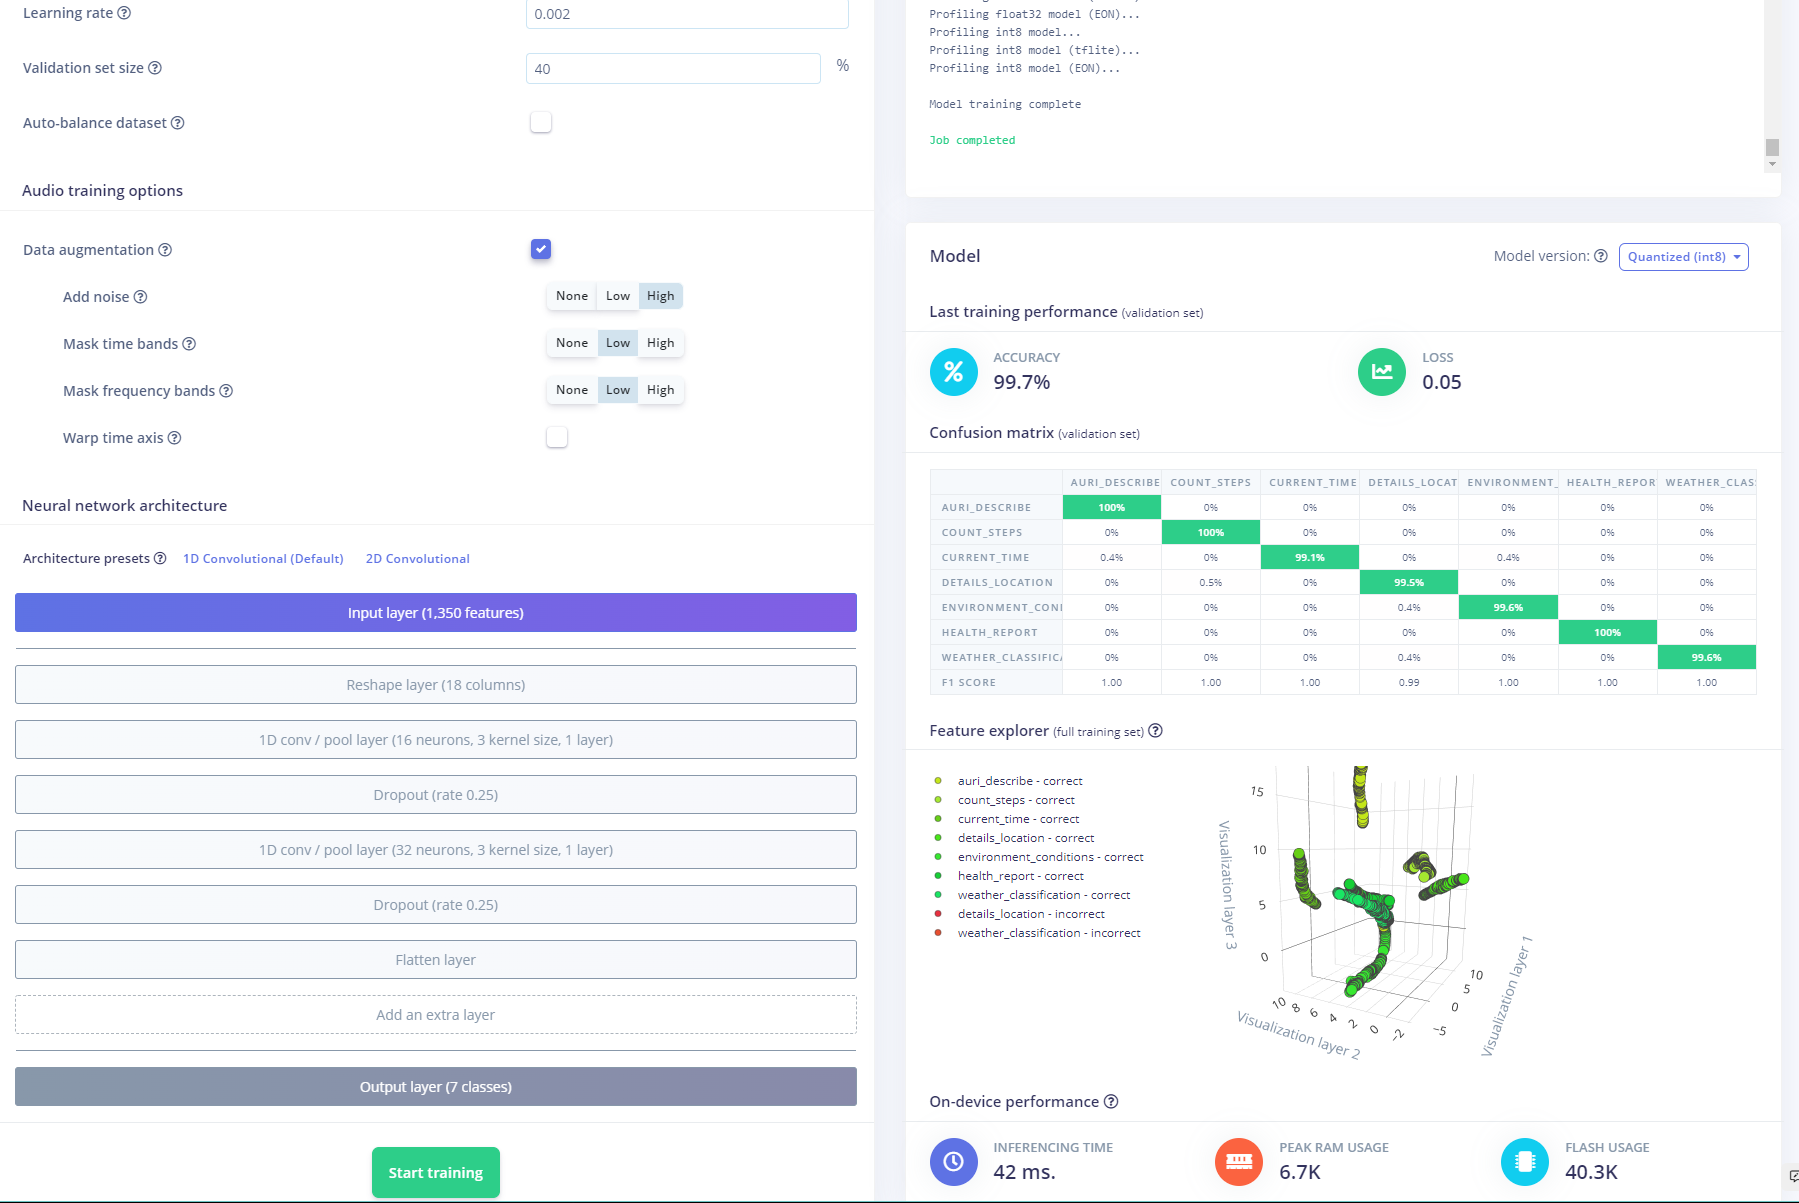 Learning rate
0.002
Validation set size
40
%
Auto-balance dataset
Audio training options
Data augmentation
Add noise
None Low High
Mask time bands
None Low High
Mask frequency bands
None Low High
Warp time axis
Neural network architecture
Architecture presets 1D Convolutional (Default) 2D Convolutional
Input layer (1,350 features)
Reshape layer (18 columns)
1D conv / pool layer (16 neurons, 3 kernel size, 1 layer)
Dropout (rate 0.25)
1D conv / pool layer (32 neurons, 3 kernel size, 1 layer)
Dropout (rate 0.25)
Flatten layer
Add an extra layer
Output layer (7 classes)
Start training
Profiling float32 model (EON)...
Profiling int8 model...
Profiling int8 model (tflite)...
Profiling int8 model (EON)...
Model training complete
Job completed
Model
Model version: Quantized (int8)
Last training performance (validation set)
ACCURACY
99.7%
LOSS
0.05
Confusion matrix (validation set)
AURI_DESCRIBE COUNT_STEPS CURRENT_TIME DETAILS_LOCAT ENVIRONMENT_ HEALTH_REPOR WEATHER_CLAS
AURI_DESCRIBE 100% 0% 0% 0% 0% 0% 0%
COUNT_STEPS 0% 100% 0% 0% 0% 0% 0%
CURRENT_TIME 0.4% 0% 99.1% 0% 0.4% 0% 0%
DETAILS_LOCATION 0% 0.5% 0% 99.5% 0% 0% 0%
ENVIRONMENT_CONI 0% 0% 0% 0.4% 99.6% 0% 0%
HEALTH_REPORT 0% 0% 0% 0% 0% 100% 0%
WEATHER_CLASSIFICA 0% 0% 0% 0.4% 0% 0% 99.6%
F1 SCORE 1.00 1.00 1.00 0.99 1.00 1.00 1.00
Feature explorer (full training set)
auri_describe - correct
count_steps - correct
current_time - correct
details_location - correct
environment_conditions - correct
health_report - correct
weather_classification - correct
details_location - incorrect
weather_classification - incorrect
15
10
5
0
Visualization layer 3
10 8 6 4 2 0 −2
Visualization layer 2
10
5
0
−5
Visualization layer 1
On-device performance
INFERENCING TIME
42 ms.
PEAK RAM USAGE
6.7K
FLASH USAGE
40.3K